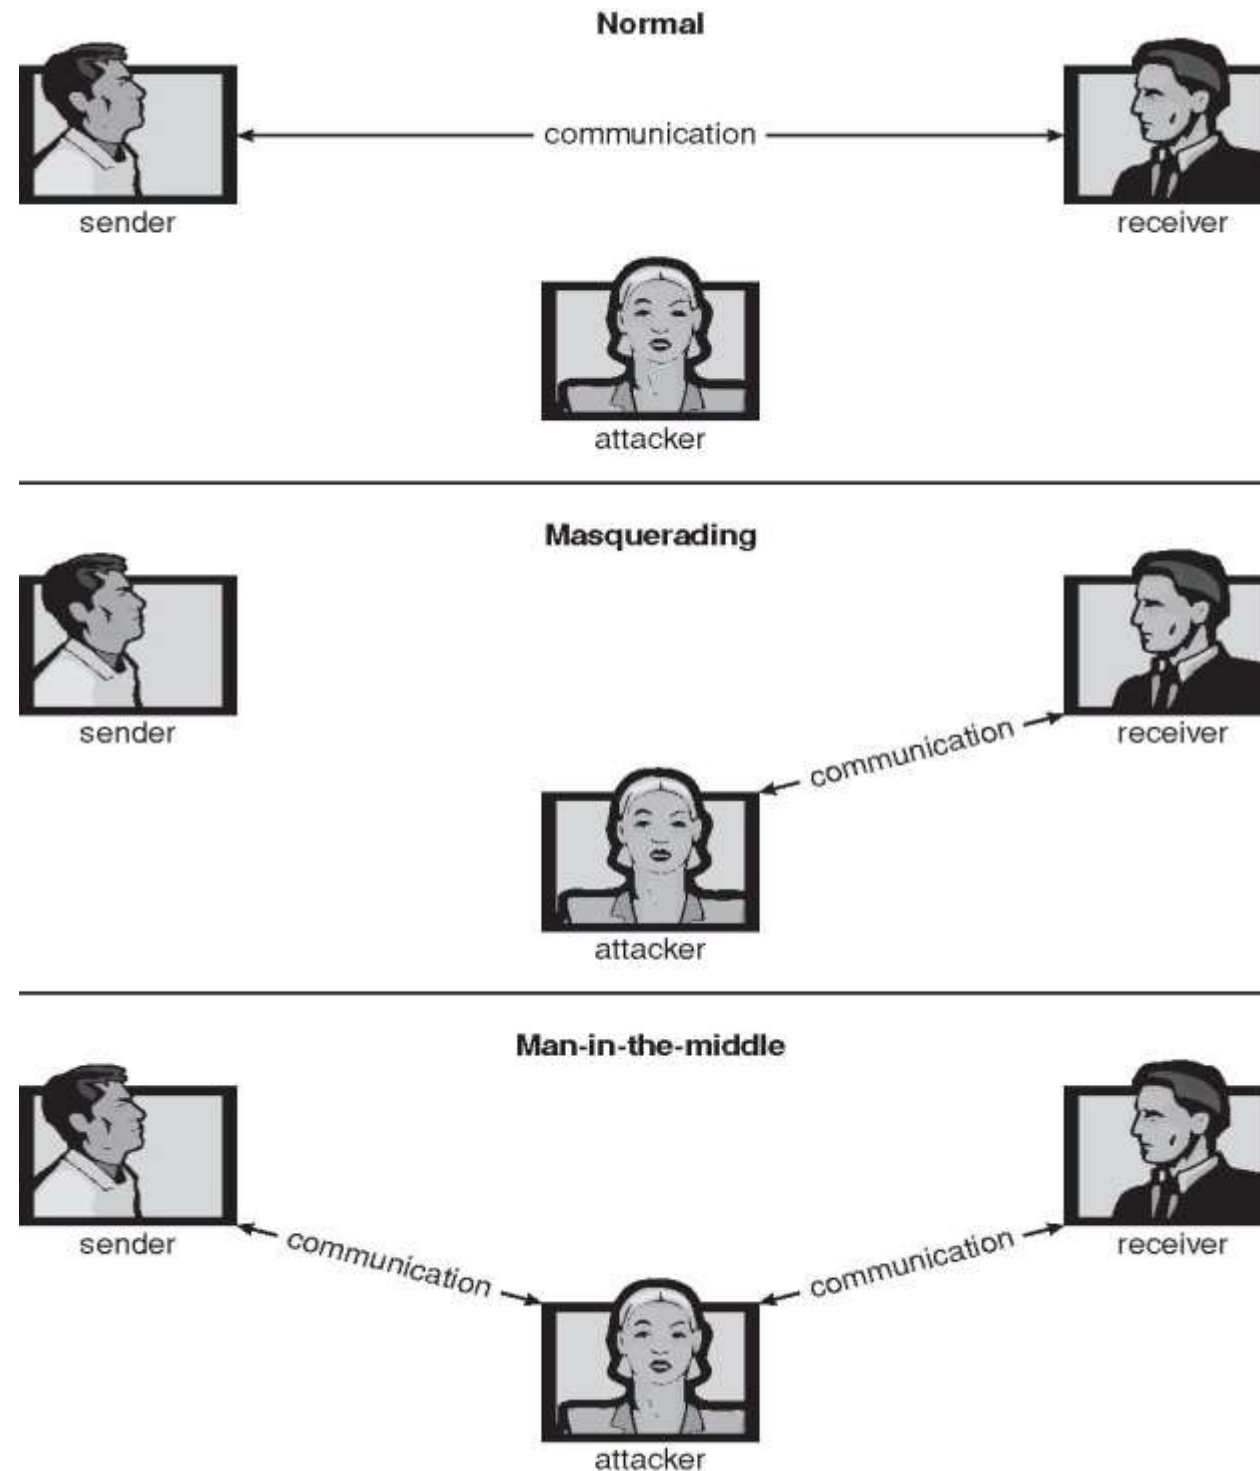 Normal
communication
sender
receiver
attacker
Masquerading
sender
communication
receiver
attacker
Man-in-the-middle
sender
communication
communication
receiver
attacker